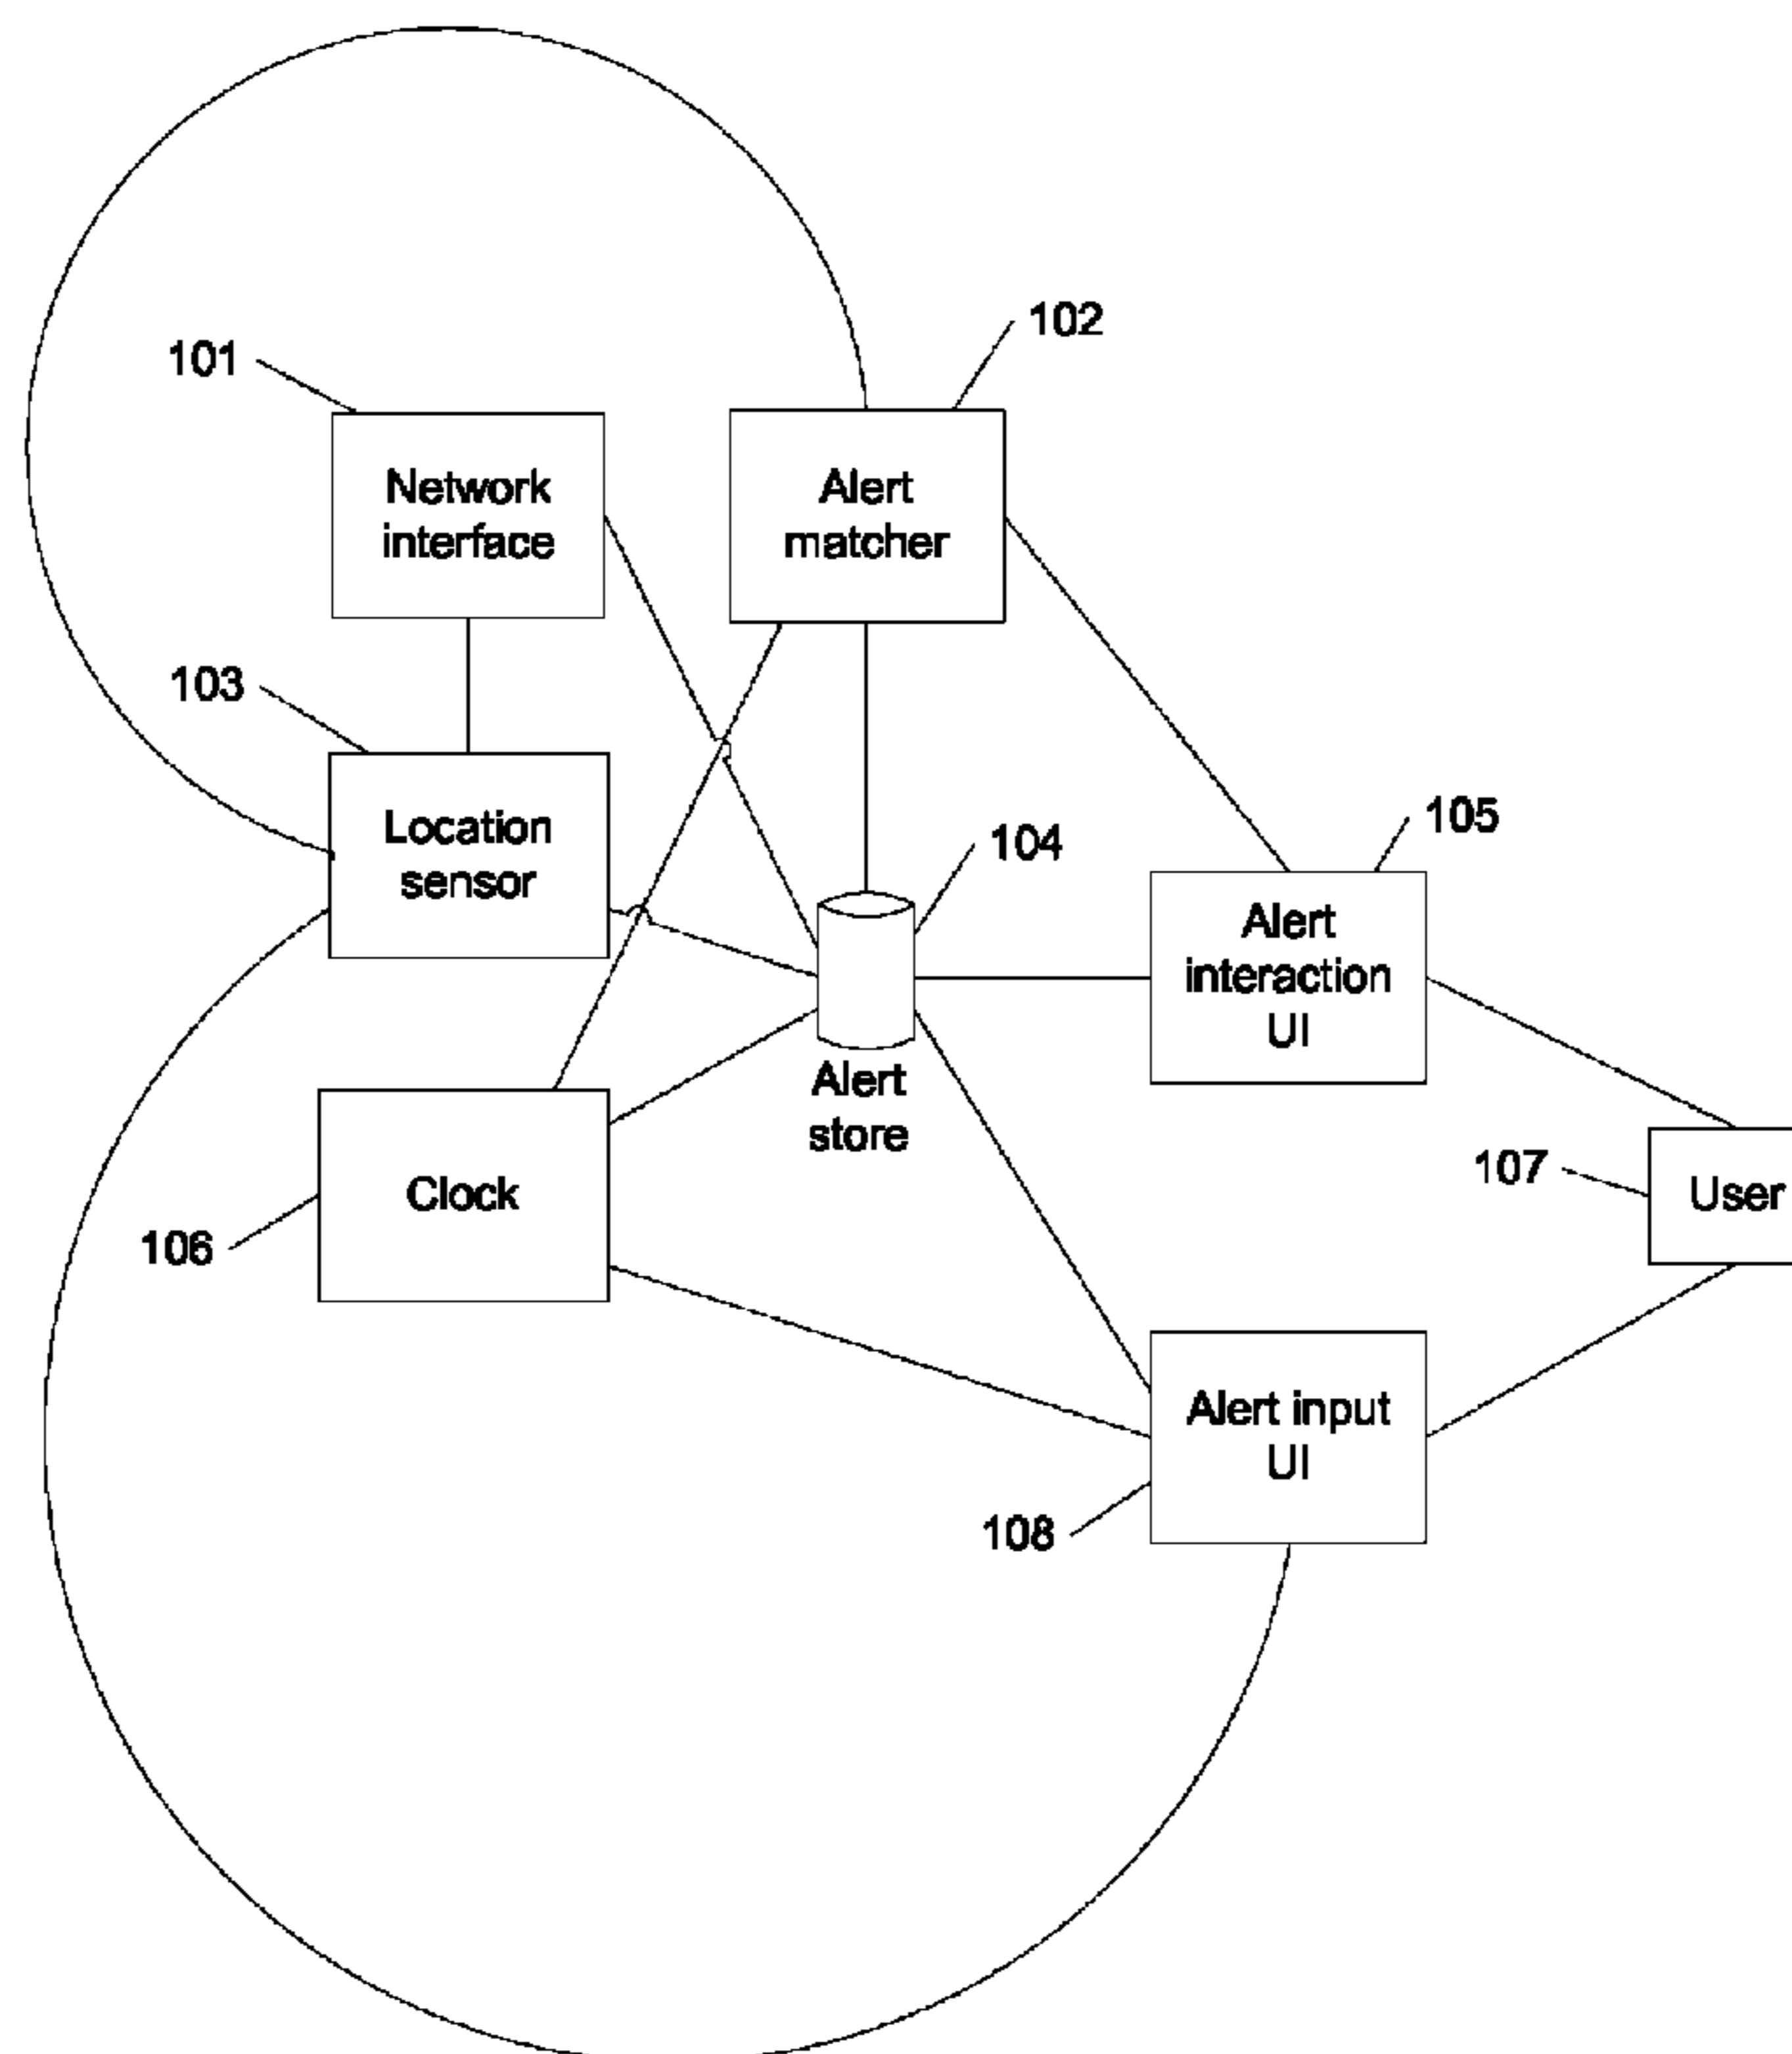 102
101
Network
interface
Alert
matcher
103
Location
sensor
104
105
Alert
interaction
UI
Alert
store
107
User
Clock
106
Alert input
UI
108